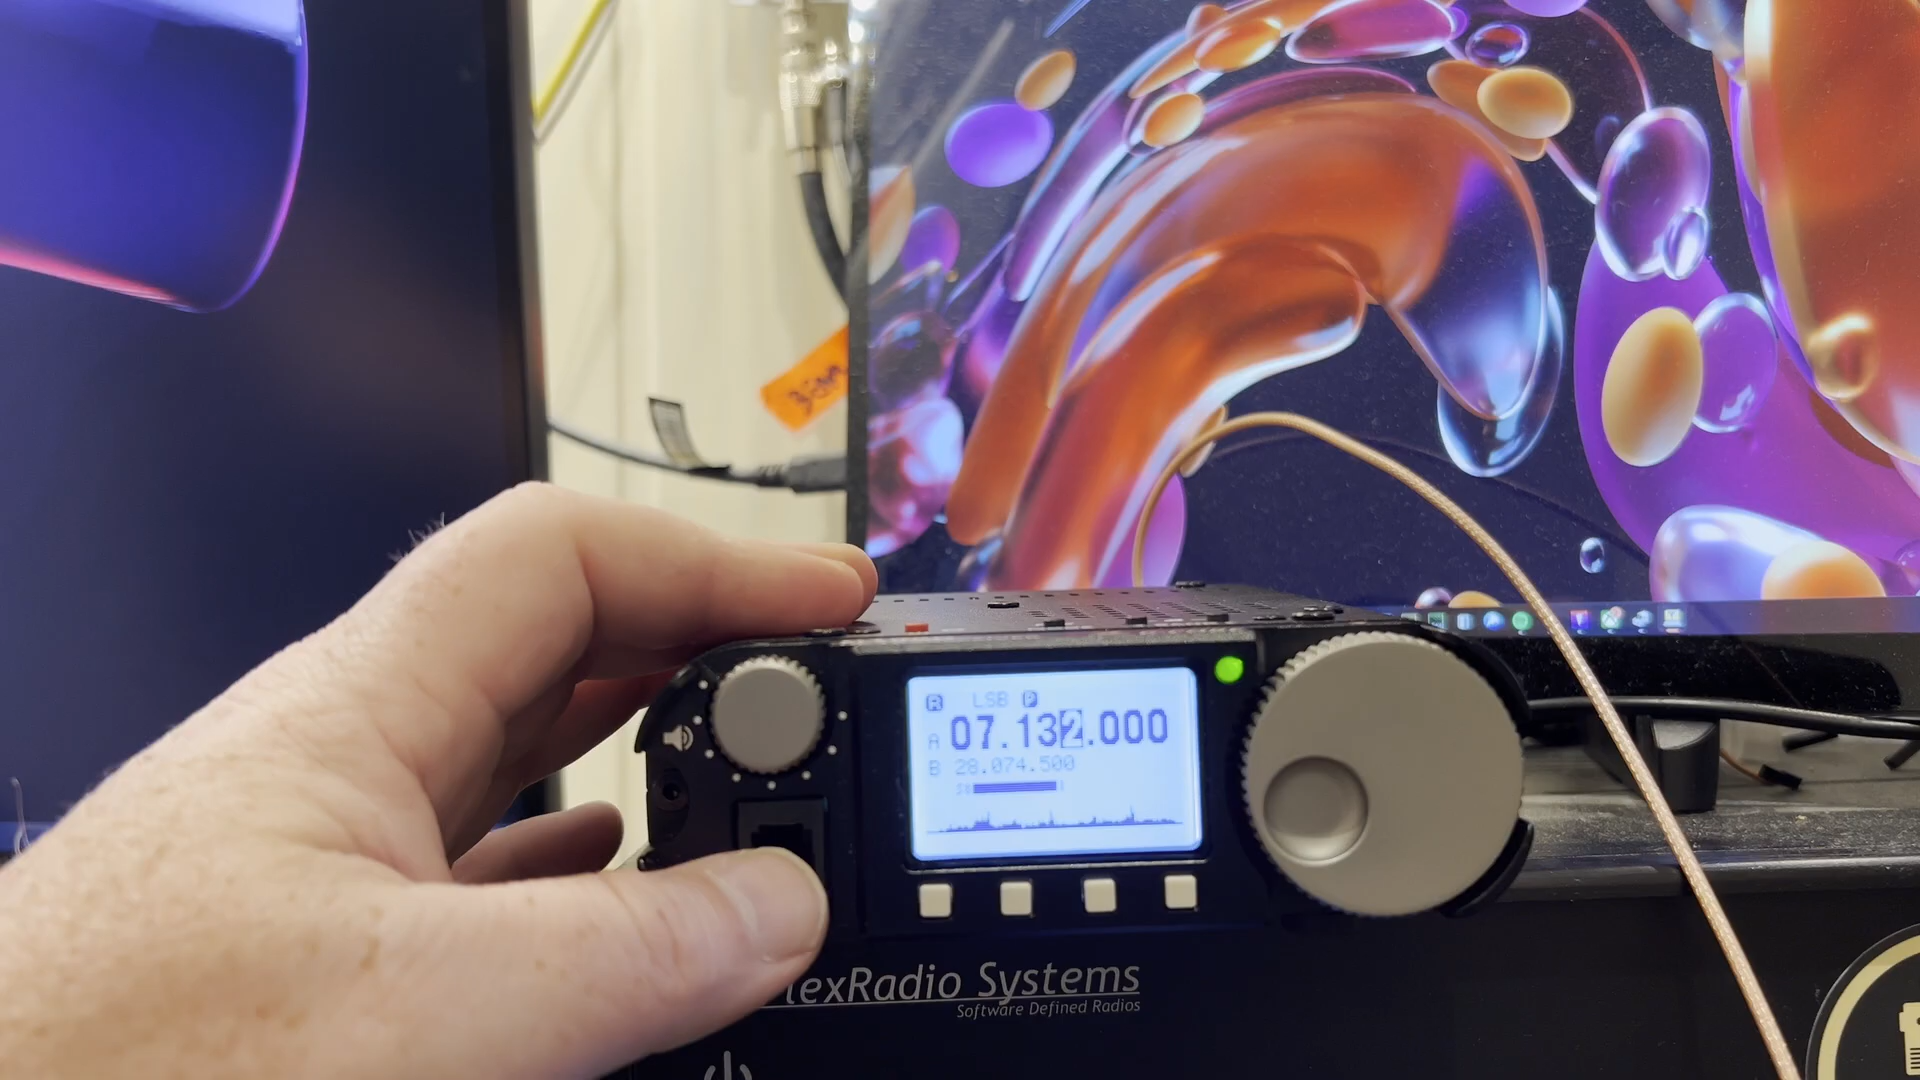 R LSB P
A 07.132.000
B 28.074.500
lexRadio Systems
Software Defined Radios